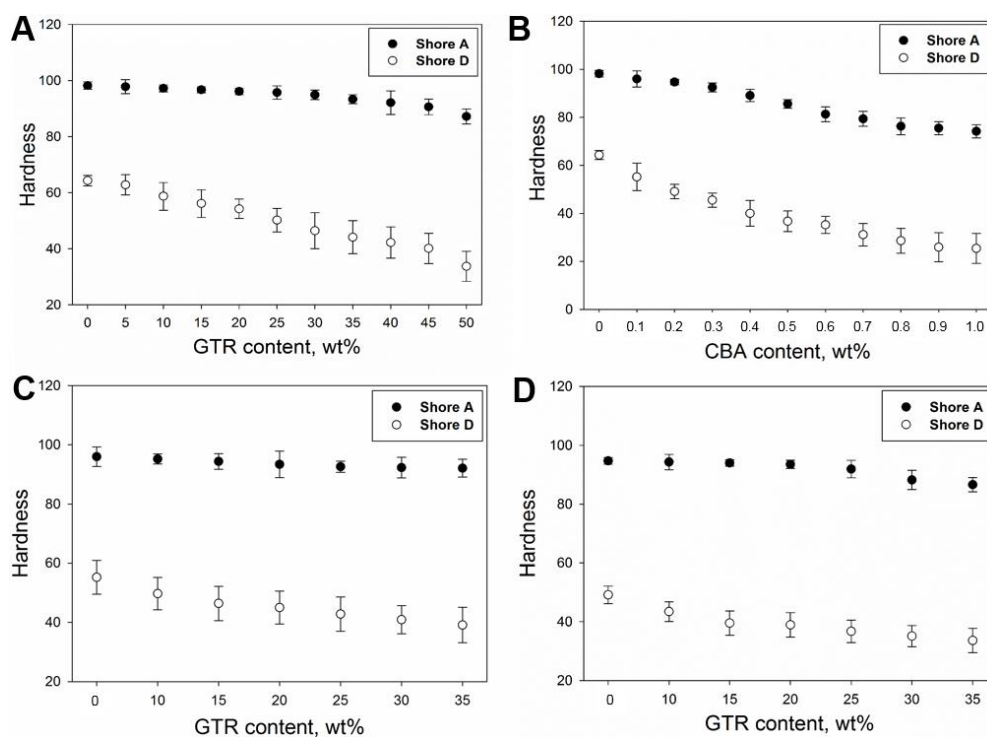 A
120
100
80
60
40
20
Hardness
Shore A
Shore D
0 5 10 15 20 25 30 35 40 45 50
GTR content, wt%
B
120
100
80
60
40
20
0
Hardness
Shore A
Shore D
0 0.1 0.2 0.3 0.4 0.5 0.6 0.7 0.8 0.9 1.0
CBA content, wt%
C
120
100
80
60
40
20
Hardness
Shore A
Shore D
0 10 15 20 25 30 35
GTR content, wt%
D
120
100
80
60
40
20
Hardness
Shore A
Shore D
0 10 15 20 25 30 35
GTR content, wt%